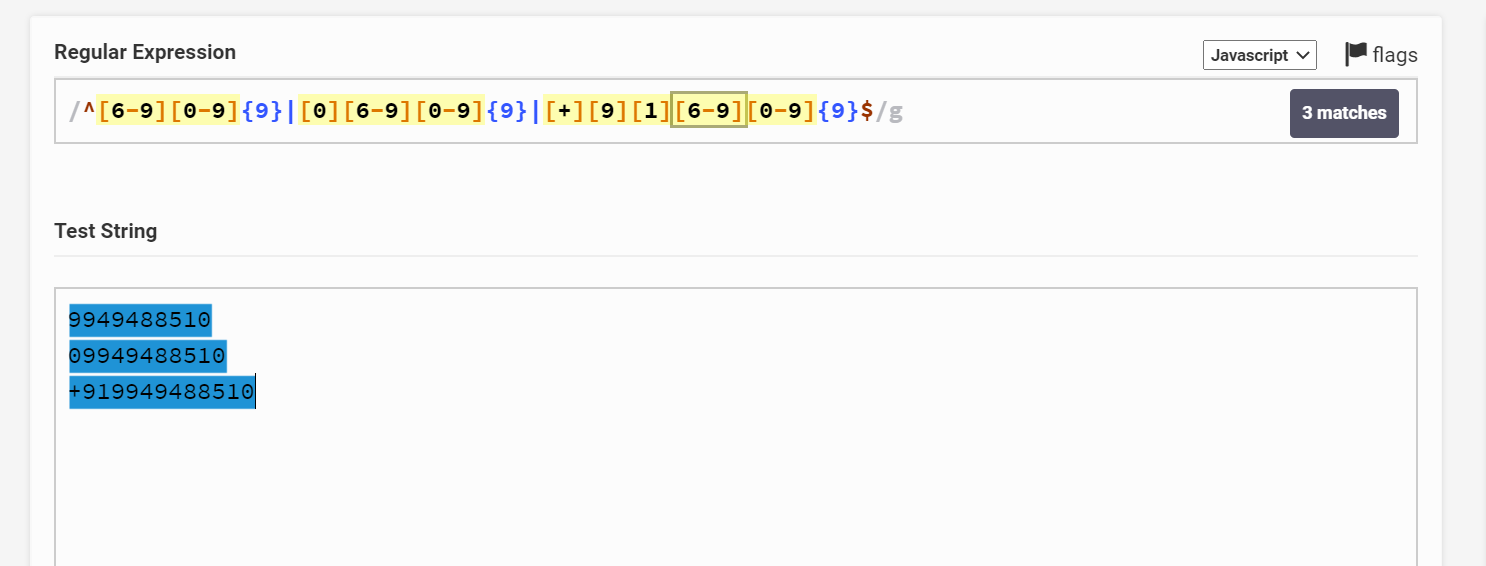 Regular Expression
Javascript flags
/^[6-9][0-9]{9}|[0][6-9][0-9]{9}|[+][9][1][6-9][0-9]{9}$/g
3 matches
Test String
9949488510
09949488510
+919949488510